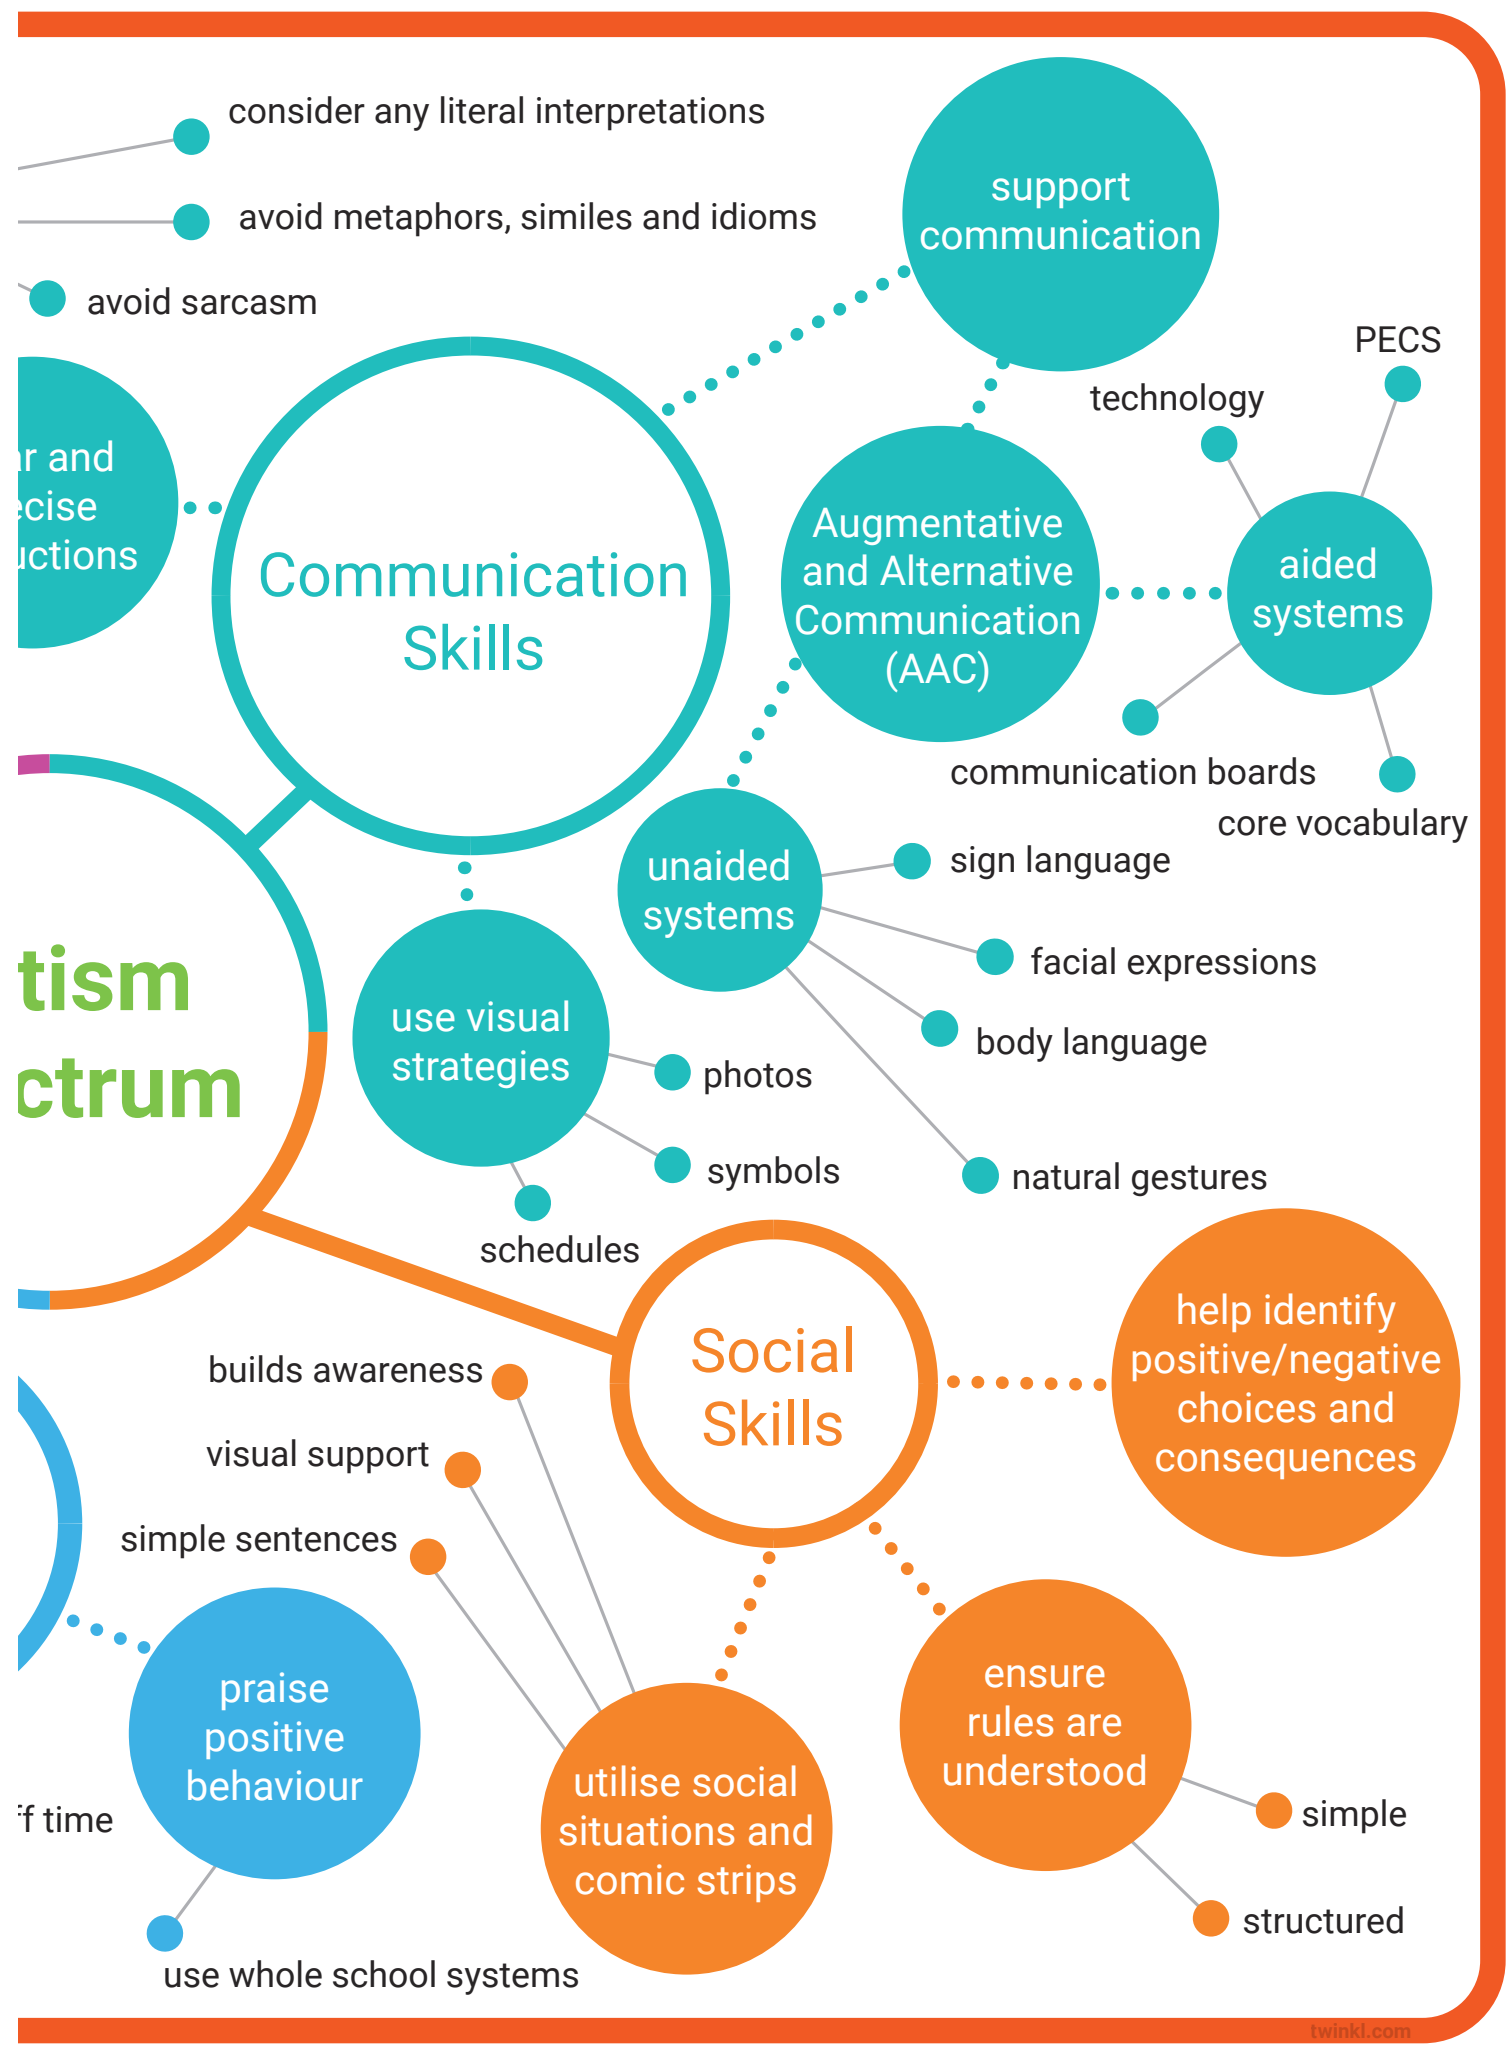 consider any literal interpretations
avoid metaphors, similes and idioms
avoid sarcasm
support
communication
and
Communication
Skills
Augmentative
and Alternative
Communication
(AAC)
aided
systems
PECS
technology
communication boards
core vocabulary
unaided
systems
sign language
facial expressions
body language
natural gestures
use visual
strategies
photos
symbols
schedules
tism
ctrum
Social
Skills
help identify
positive/negative
choices and
consequences
ensure
rules are
understood
simple
structured
utilise social
situations and
comic strips
builds awareness
visual support
simple sentences
praise
positive
behaviour
time
use whole school systems
twinkl.com